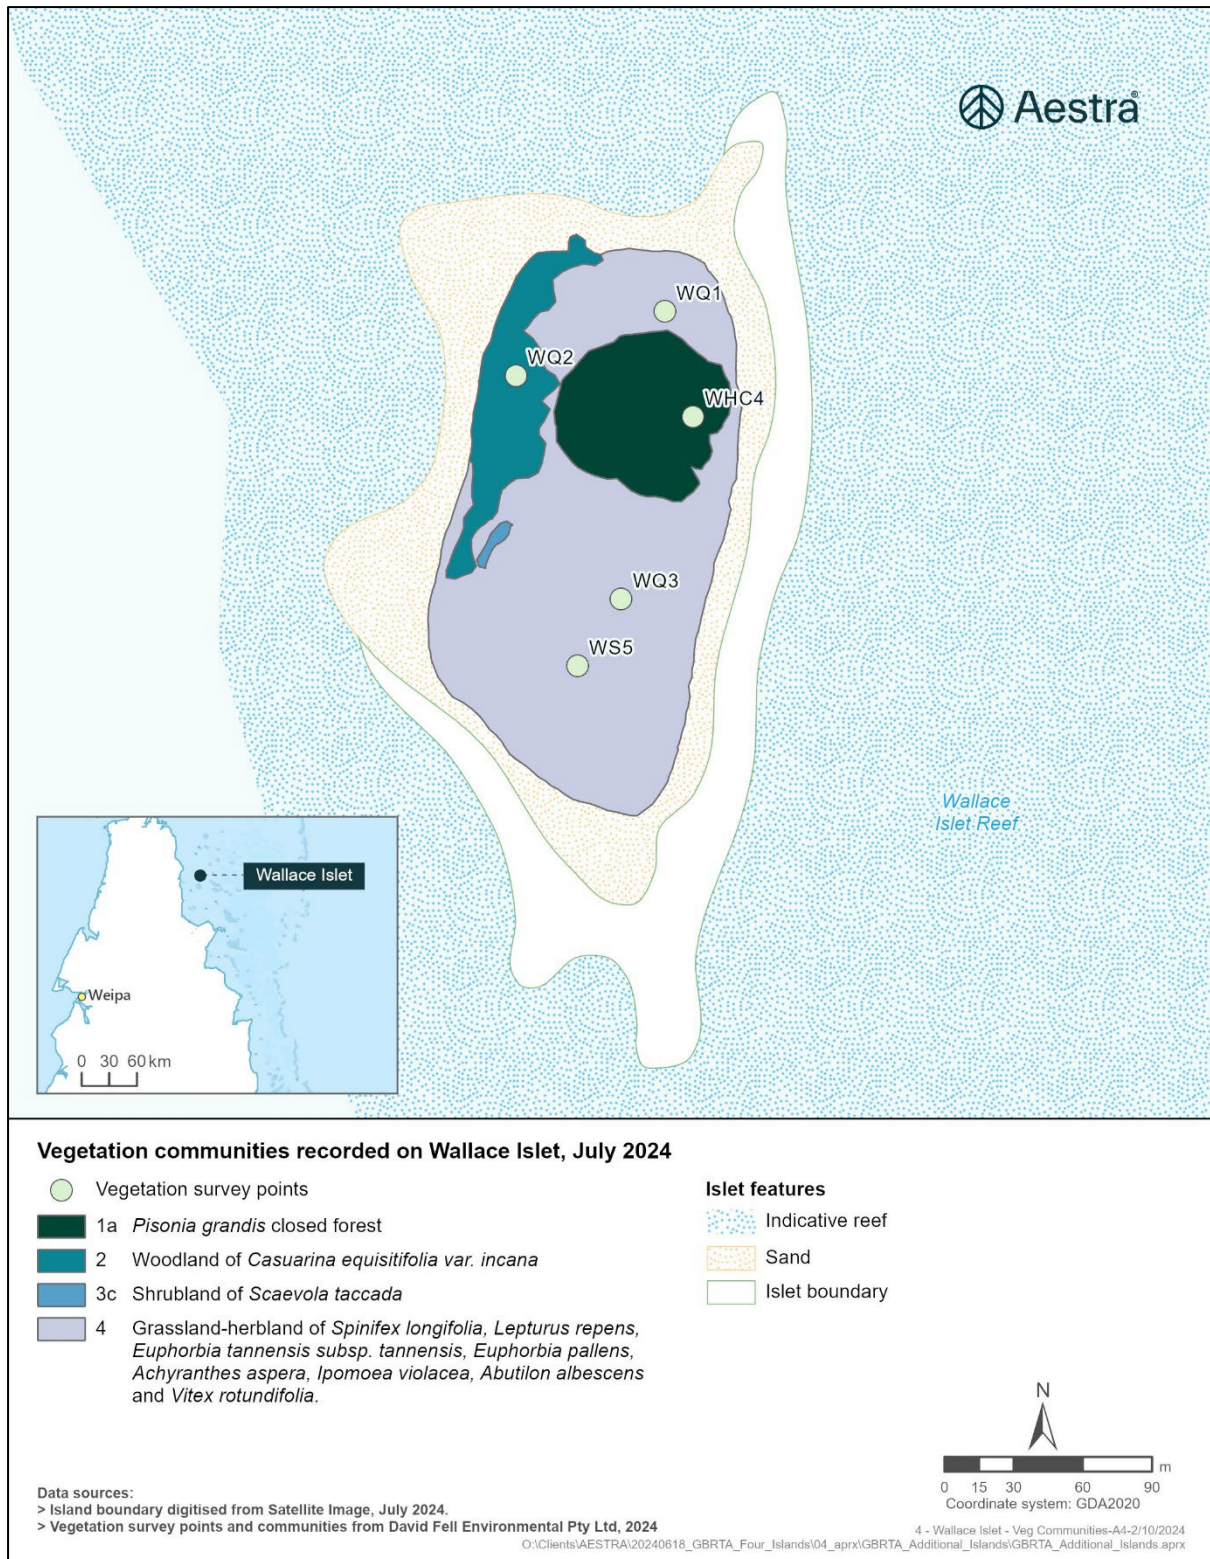 Aestra®
WQ1
WQ2
WHC4
WQ3
WS5
Wallace
Islet Reef
Wallace Islet
Weipa
0 30 60 km
Vegetation communities recorded on Wallace Islet, July 2024
Vegetation survey points
1a Pisonia grandis closed forest
2 Woodland of Casuarina equisitifolia var. incana
3c Shrubland of Scaevola taccada
4 Grassland-herbland of Spinifex longifolia, Lepturus repens,
Euphorbia tannensis subsp. tannensis, Euphorbia pallens,
Achyranthes aspera, Ipomoea violacea, Abutilon albescens
and Vitex rotundifolia.
Islet features
Indicative reef
Sand
Islet boundary
N
m
0 15 30 60 90
Coordinate system: GDA2020
Data sources:
> Island boundary digitised from Satellite Image, July 2024.
> Vegetation survey points and communities from David Fell Environmental Pty Ltd, 2024
4 - Wallace Islet - Veg Communities-A4-2/10/2024
O:\Clients\AESTRA\20240618_GBRTA_Four_Islands\04_aprx\GBRTA_Additional_Islands\GBRTA_Additional_Islands.aprx